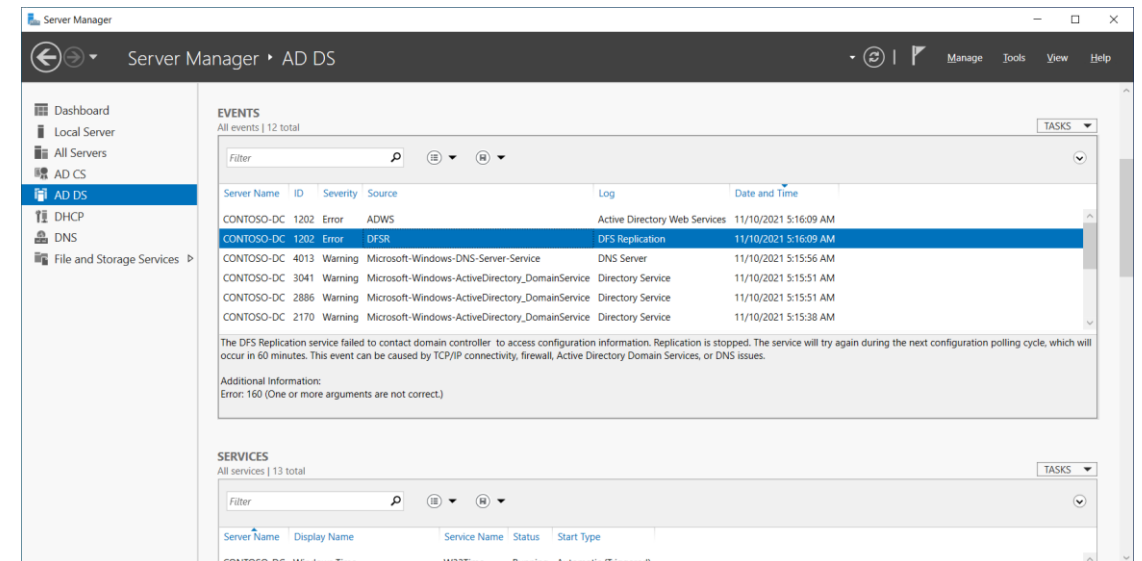 Server Manager
Server Manager • AD DS
Manage Tools View Help
Dashboard
Local Server
All Servers
AD CS
AD DS
DHCP
DNS
File and Storage Services
EVENTS
All events | 12 total
TASKS
Filter
Server Name ID Severity Source Log Date and Time
CONTOSO-DC 1202 Error ADWS Active Directory Web Services 11/10/2021 5:16:09 AM
CONTOSO-DC 1202 Error DFSR DFS Replication 11/10/2021 5:16:09 AM
CONTOSO-DC 4013 Warning Microsoft-Windows-DNS-Server-Service DNS Server 11/10/2021 5:15:56 AM
CONTOSO-DC 3041 Warning Microsoft-Windows-ActiveDirectory_DomainService Directory Service 11/10/2021 5:15:51 AM
CONTOSO-DC 2886 Warning Microsoft-Windows-ActiveDirectory_DomainService Directory Service 11/10/2021 5:15:51 AM
CONTOSO-DC 2170 Warning Microsoft-Windows-ActiveDirectory_DomainService Directory Service 11/10/2021 5:15:38 AM
The DFS Replication service failed to contact domain controller to access configuration information. Replication is stopped. The service will try again during the next configuration polling cycle, which will
occur in 60 minutes. This event can be caused by TCP/IP connectivity, firewall, Active Directory Domain Services, or DNS issues.
Additional Information:
Error: 160 (One or more arguments are not correct.)
SERVICES
All services | 13 total
TASKS
Filter
Server Name Display Name Service Name Status Start Type